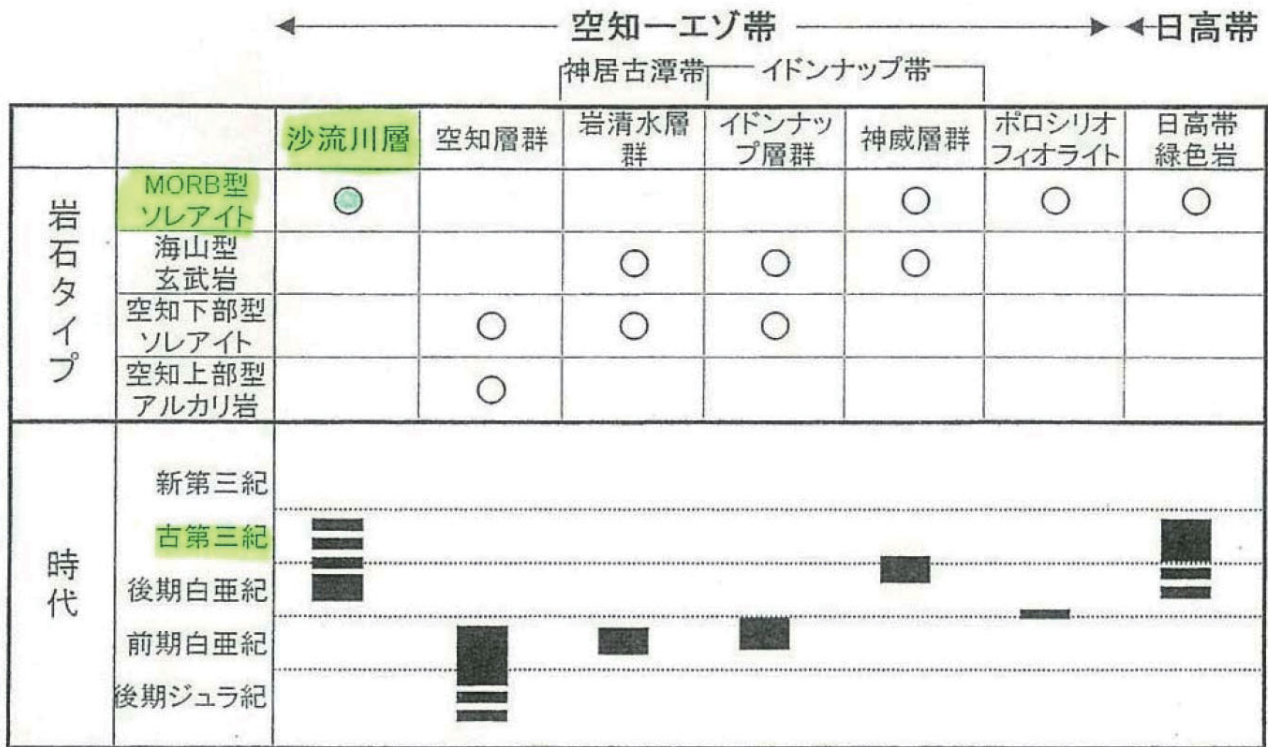 空知ーエゾ帯
日高帯
神居古潭帯
イドンナップ帯
沙流川層
空知層群
岩清水層
群
イドンナッ
プ層群
神威層群
ポロシリオ
フィオライト
日高帯
緑色岩
岩石タイプ
MORB型
ソレアイト
海山型
玄武岩
空知下部型
ソレアイト
空知上部型
アルカリ岩
時代
新第三紀
古第三紀
後期白亜紀
前期白亜紀
後期ジュラ紀